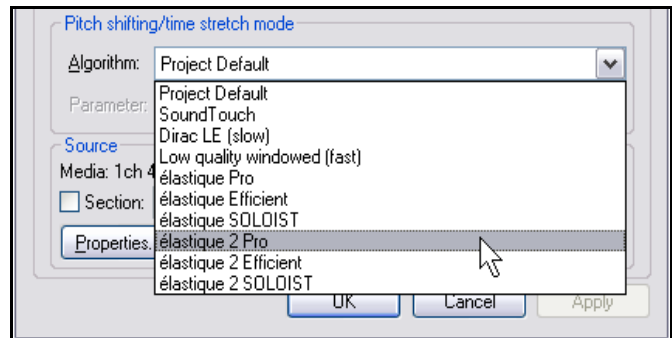 Pitch shifting/time stretch mode
Algorithm: Project Default
Parameter:
Project Default
SoundTouch
Dirac LE (slow)
Low quality windowed (fast)
élastique Pro
élastique Efficient
élastique SOLOIST
élastique 2 Pro
élastique 2 Efficient
élastique 2 SOLOIST
Source
Media: 1ch 4
Section:
Properties.
OK Cancel Apply